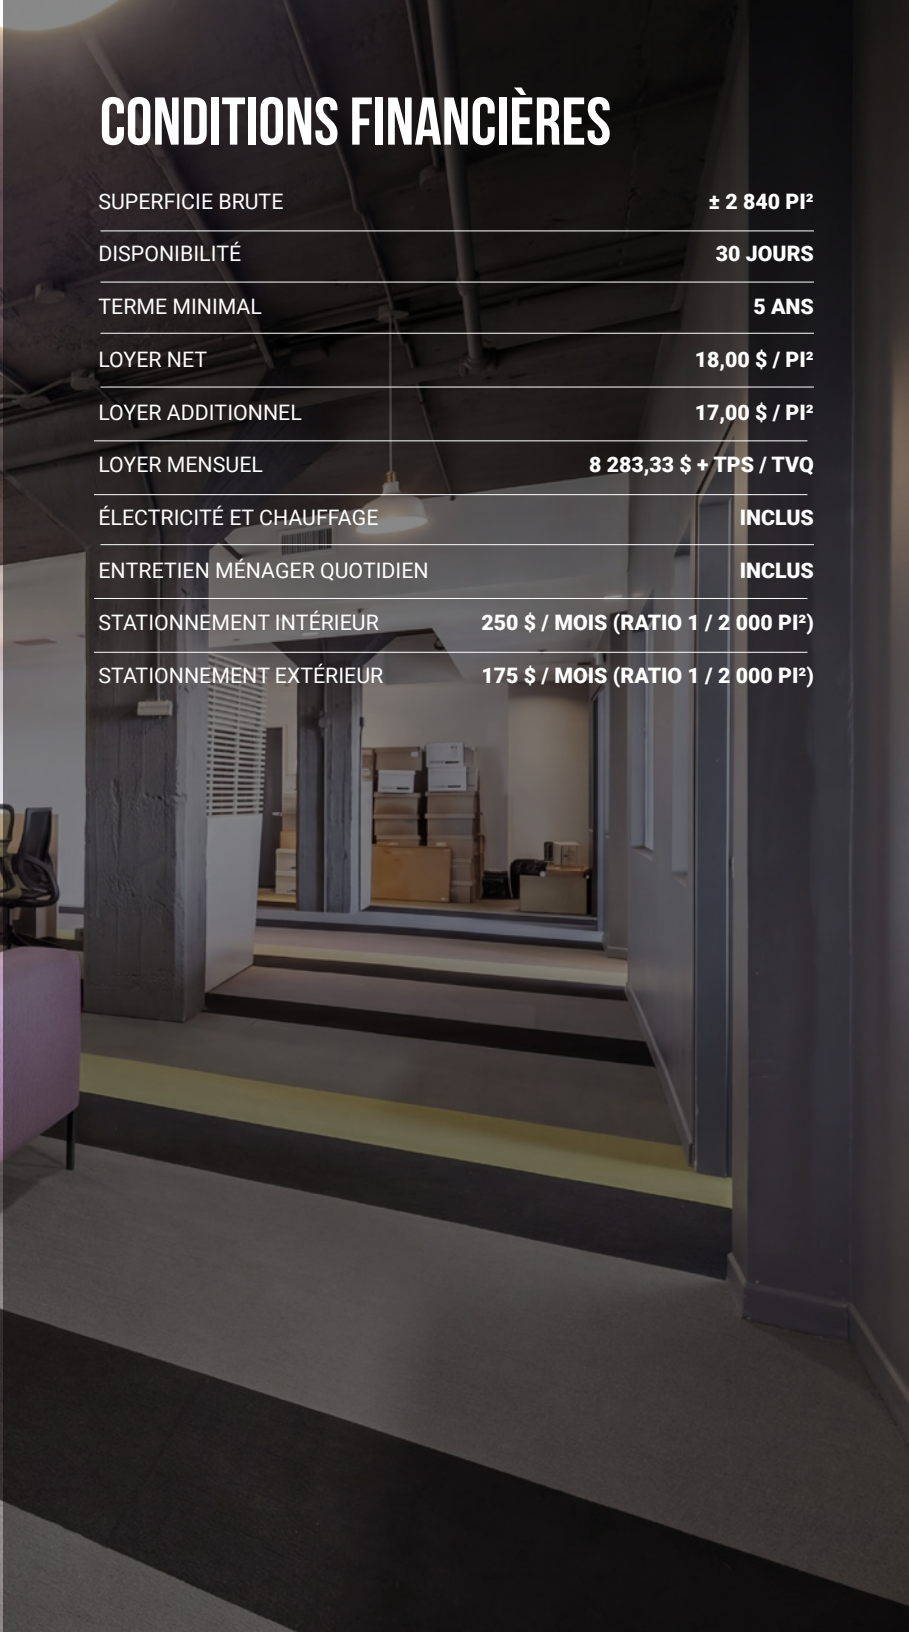 CONDITIONS FINANCIÈRES
SUPERFICIE BRUTE ± 2 840 PI²
DISPONIBILITÉ 30 JOURS
TERME MINIMAL 5 ANS
LOYER NET 18,00 $ / PI²
LOYER ADDITIONNEL 17,00 $ / PI²
LOYER MENSUEL 8 283,33 $ + TPS / TVQ
ÉLECTRICITÉ ET CHAUFFAGE INCLUS
ENTRETIEN MÉNAGER QUOTIDIEN INCLUS
STATIONNEMENT INTÉRIEUR 250 $ / MOIS (RATIO 1 / 2 000 PI²)
STATIONNEMENT EXTÉRIEUR 175 $ / MOIS (RATIO 1 / 2 000 PI²)